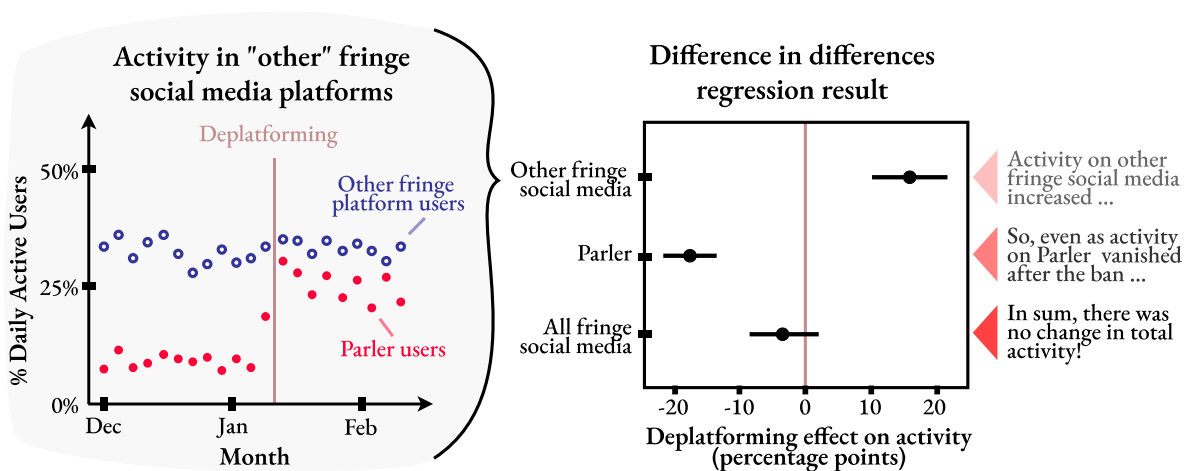 Activity in "other" fringe
social media platforms
Deplatforming
50%
25%
0%
% Daily Active Users
Other fringe
platform users
Parler users
Dec
Jan
Feb
Month
Difference in differences
regression result
Other fringe
social media
Parler
All fringe
social media
-20
-10
0
10
20
Deplatforming effect on activity
(percentage points)
Activity on other
fringe social media
increased ...
So, even as activity
on Parler vanished
after the ban ...
In sum, there was
no change in total
activity!